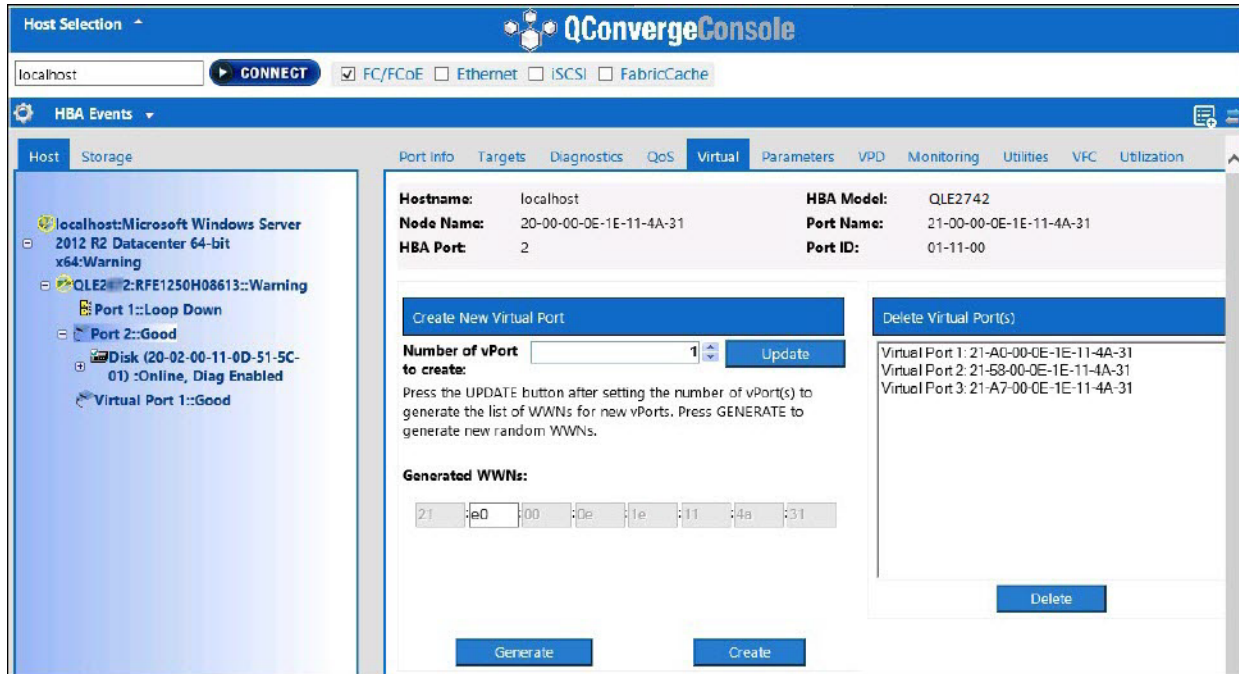 Host Selection
QConvergeConsole
localhost
CONNECT
FC/FCoE
Ethernet
iSCSI
FabricCache
HBA Events
Host
Storage
Port Info
Targets
Diagnostics
QoS
Virtual
Parameters
VPD
Monitoring
Utilities
VFC
Utilization
localhost:Microsoft Windows Server
2012 R2 Datacenter 64-bit
x64:Warning
:RFE1250H08613::Warning
Port 1::Loop Down
Port 2::Good
Disk (20-02-00-11-0D-51-5C-
01) :Online, Diag Enabled
Virtual Port 1::Good
Hostname: localhost
HBA Model: QLE2742
Node Name: 20-00-00-0E-1E-11-4A-31
Port Name: 21-00-00-0E-1E-11-4A-31
HBA Port: 2
Port ID: 01-11-00
Create New Virtual Port
Number of vPort
to create:
1
Update
Press the UPDATE button after setting the number of vPort(s) to
generate the list of WWNs for new vPorts. Press GENERATE to
generate new random WWNs.
Generated WWNs:
21 :e0 :00 :0e :1e :11 :4a :31
Generate
Create
Delete Virtual Port(s)
Virtual Port 1: 21-A0-00-0E-1E-11-4A-31
Virtual Port 2: 21-58-00-0E-1E-11-4A-31
Virtual Port 3: 21-A7-00-0E-1E-11-4A-31
Delete